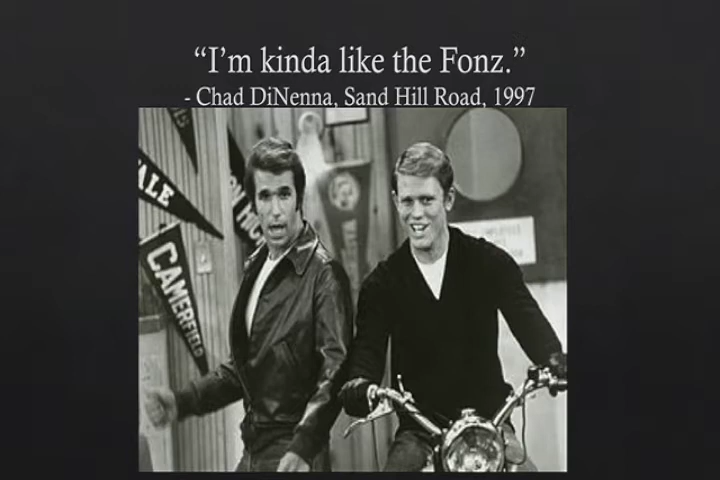 “I’m kinda like the Fonz.”
- Chad DiNenna, Sand Hill Road, 1997
ALE
CAMERFIELD